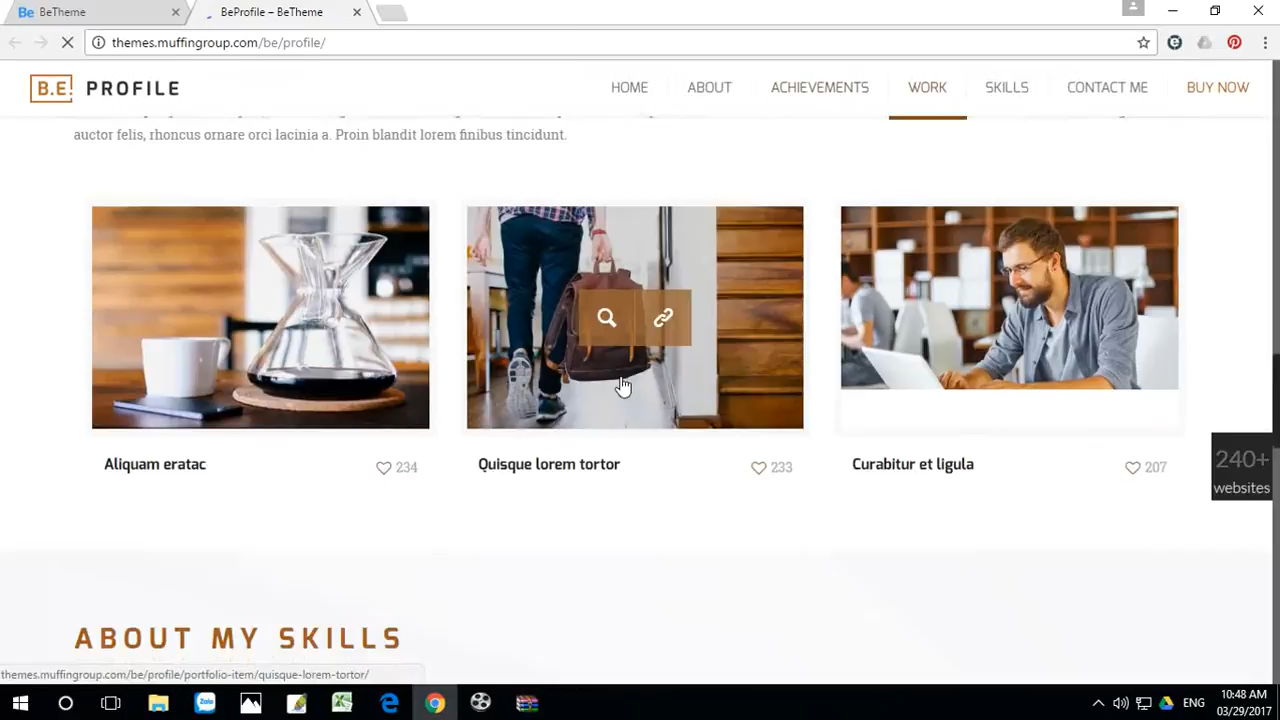 BeTheme
BeProfile – BeTheme
themes.muffingroup.com/be/profile/
B.E. PROFILE
HOME
ABOUT
ACHIEVEMENTS
WORK
SKILLS
CONTACT ME
BUY NOW
auctor felis, rhoncus ornare orci lacinia a. Proin blandit lorem finibus tincidunt.
Aliquam eratac
234
Quisque lorem tortor
233
Curabitur et ligula
207
240+
websites
ABOUT MY SKILLS
themes.muffingroup.com/be/profile/portfolio-item/quisque-lorem-tortor/
Zalo
ENG
10:48 AM
03/29/2017